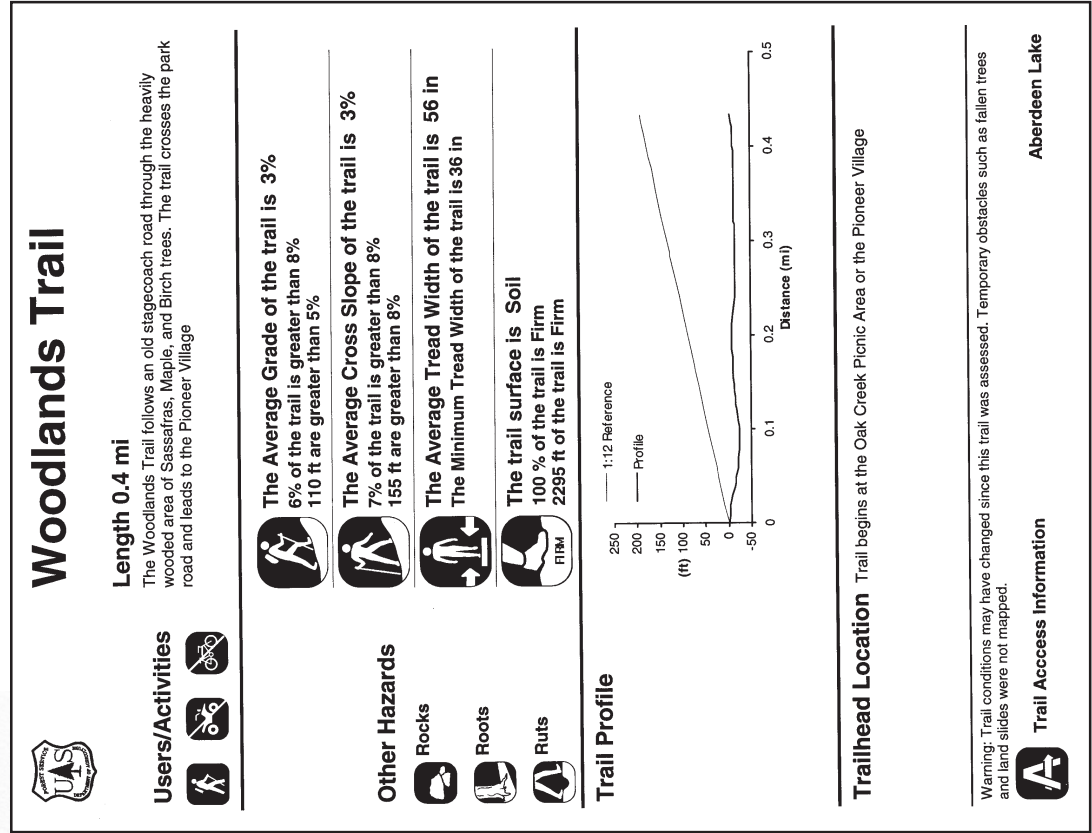 Woodlands Trail
FOREST SERVICE
U S
DEPARTMENT OF AGRICULTURE
Users/Activities
Length 0.4 mi
The Woodlands Trail follows an old stagecoach road through the heavily
wooded area of Sassafras, Maple, and Birch trees. The trail crosses the park
road and leads to the Pioneer Village
Other Hazards
Rocks
Roots
Ruts
The Average Grade of the trail is 3%
6% of the trail is greater than 8%
110 ft are greater than 5%
The Average Cross Slope of the trail is 3%
7% of the trail is greater than 8%
155 ft are greater than 8%
The Average Tread Width of the trail is 56 in
The Minimum Tread Width of the trail is 36 in
FIRM
The trail surface is Soil
100 % of the trail is Firm
2295 ft of the trail is Firm
Trail Profile
1:12 Reference
Profile
250
200
150
100
50
0
-50
(ft)
0
0.1
0.2
0.3
0.4
0.5
Distance (mi)
Trailhead Location Trail begins at the Oak Creek Picnic Area or the Pioneer Village
Warning: Trail conditions may have changed since this trail was assessed. Temporary obstacles such as fallen trees
and land slides were not mapped.
Trail Acccess Information
Aberdeen Lake